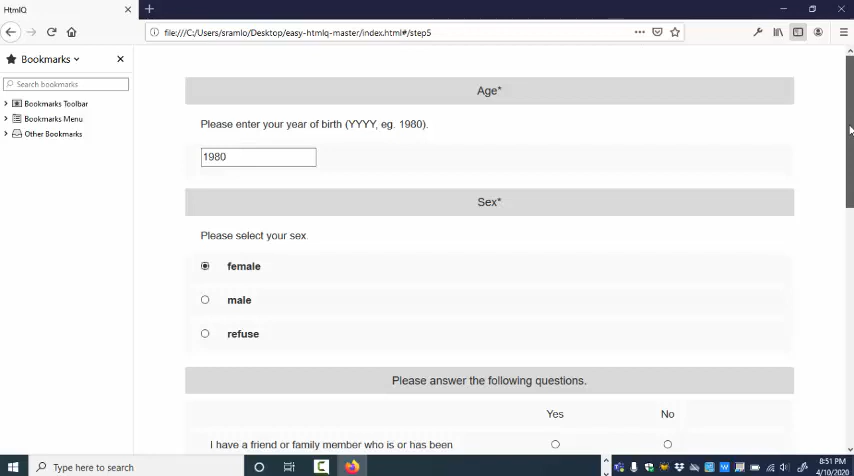 HtmlQ
file:///C:/Users/sramlo/Desktop/easy-htmlq-master/index.html#/step5
Bookmarks
Search bookmarks
Bookmarks Toolbar
Bookmarks Menu
Other Bookmarks
Age*
Please enter your year of birth (YYYY, eg. 1980).
1980
Sex*
Please select your sex.
female
male
refuse
Please answer the following questions.
Yes No
I have a friend or family member who is or has been
Type here to search
8:51 PM
4/10/2020